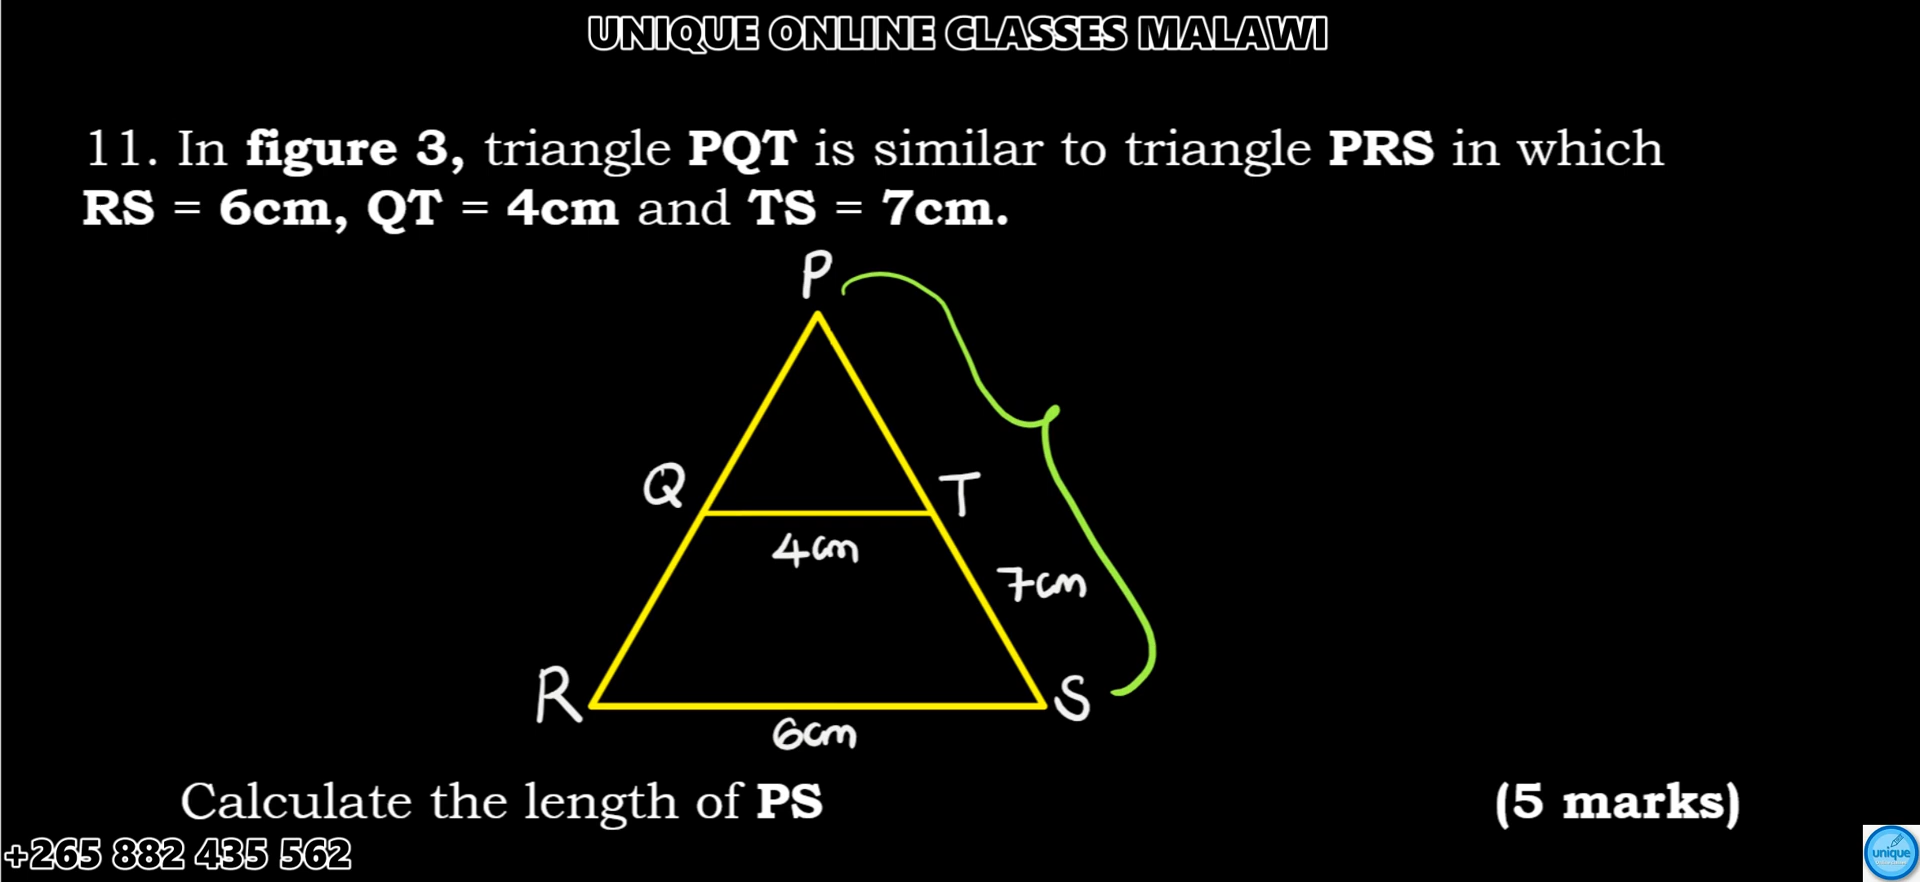 UNIQUE ONLINE CLASSES MALAWI
11. In figure 3, triangle PQT is similar to triangle PRS in which
RS = 6cm, QT = 4cm and TS = 7cm.
P
Q
T
4cm
7cm
R
S
6cm
Calculate the length of PS
(5 marks)
+265 882 435 562
unique